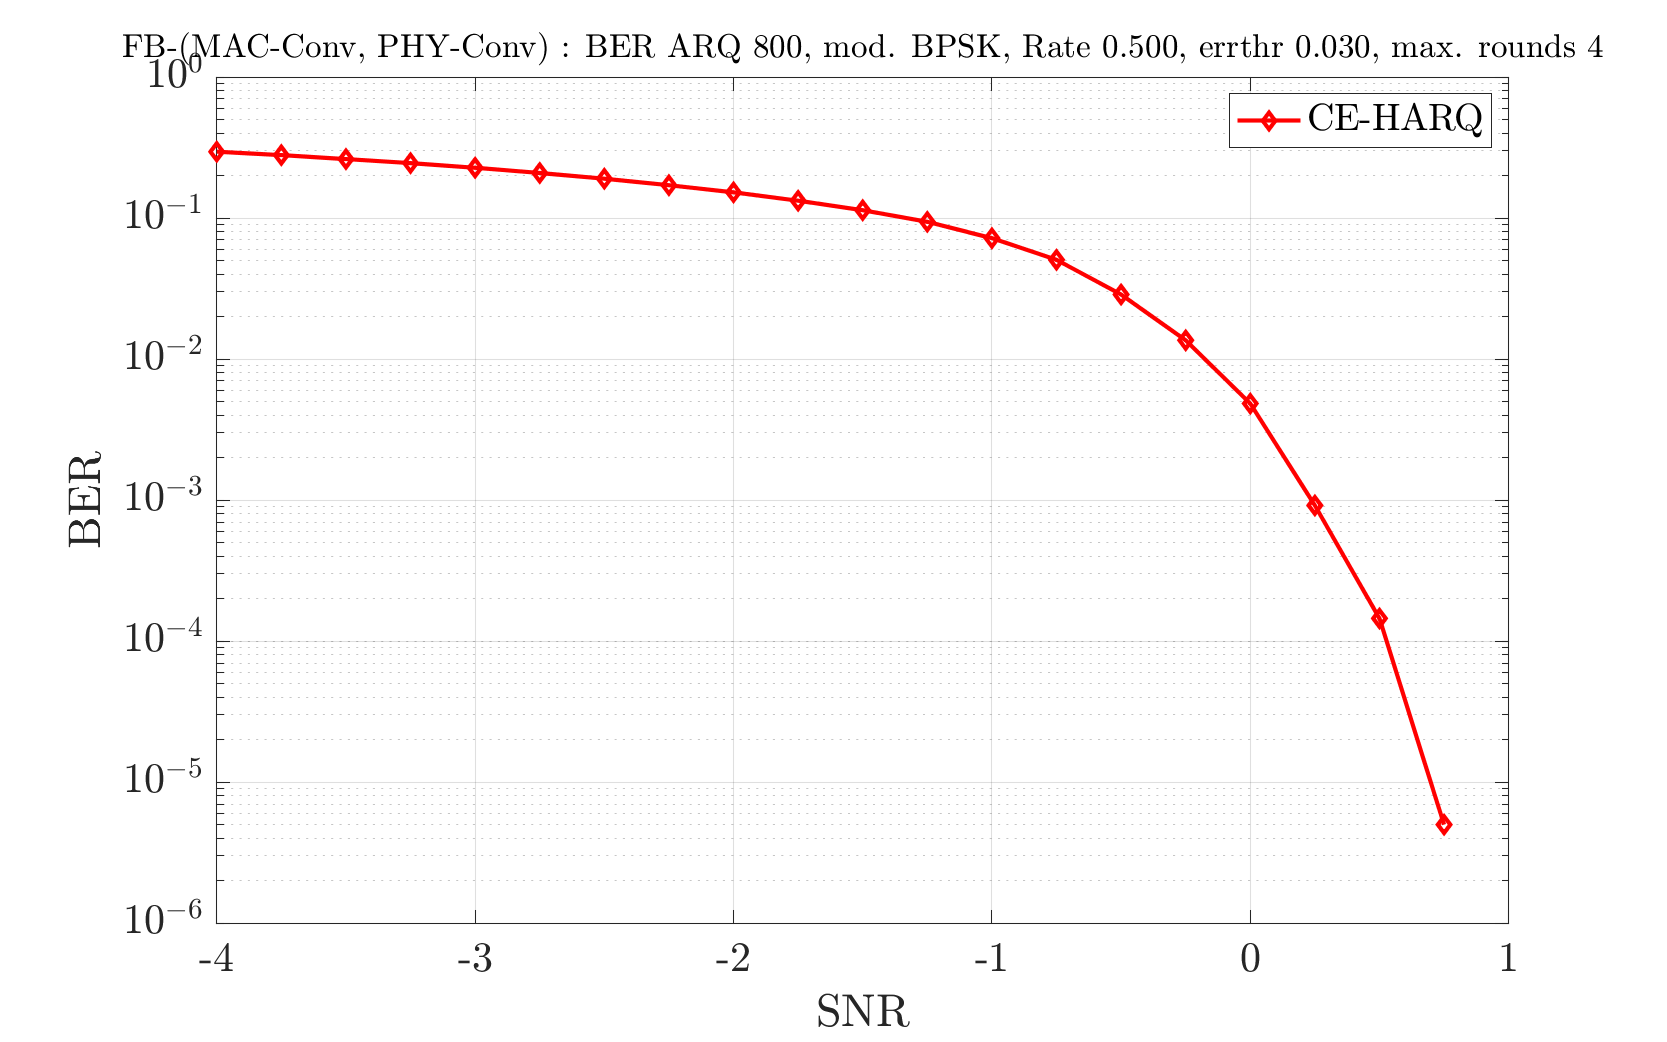 FB-(MAC-Conv, PHY-Conv) : BER ARQ 800, mod. BPSK, Rate 0.500, errthr 0.030, max. rounds 4
10^0
CE-HARQ
10^{-1}
10^{-2}
10^{-3}
10^{-4}
10^{-5}
10^{-6}
BER
-4 -3 -2 -1 0 1
SNR